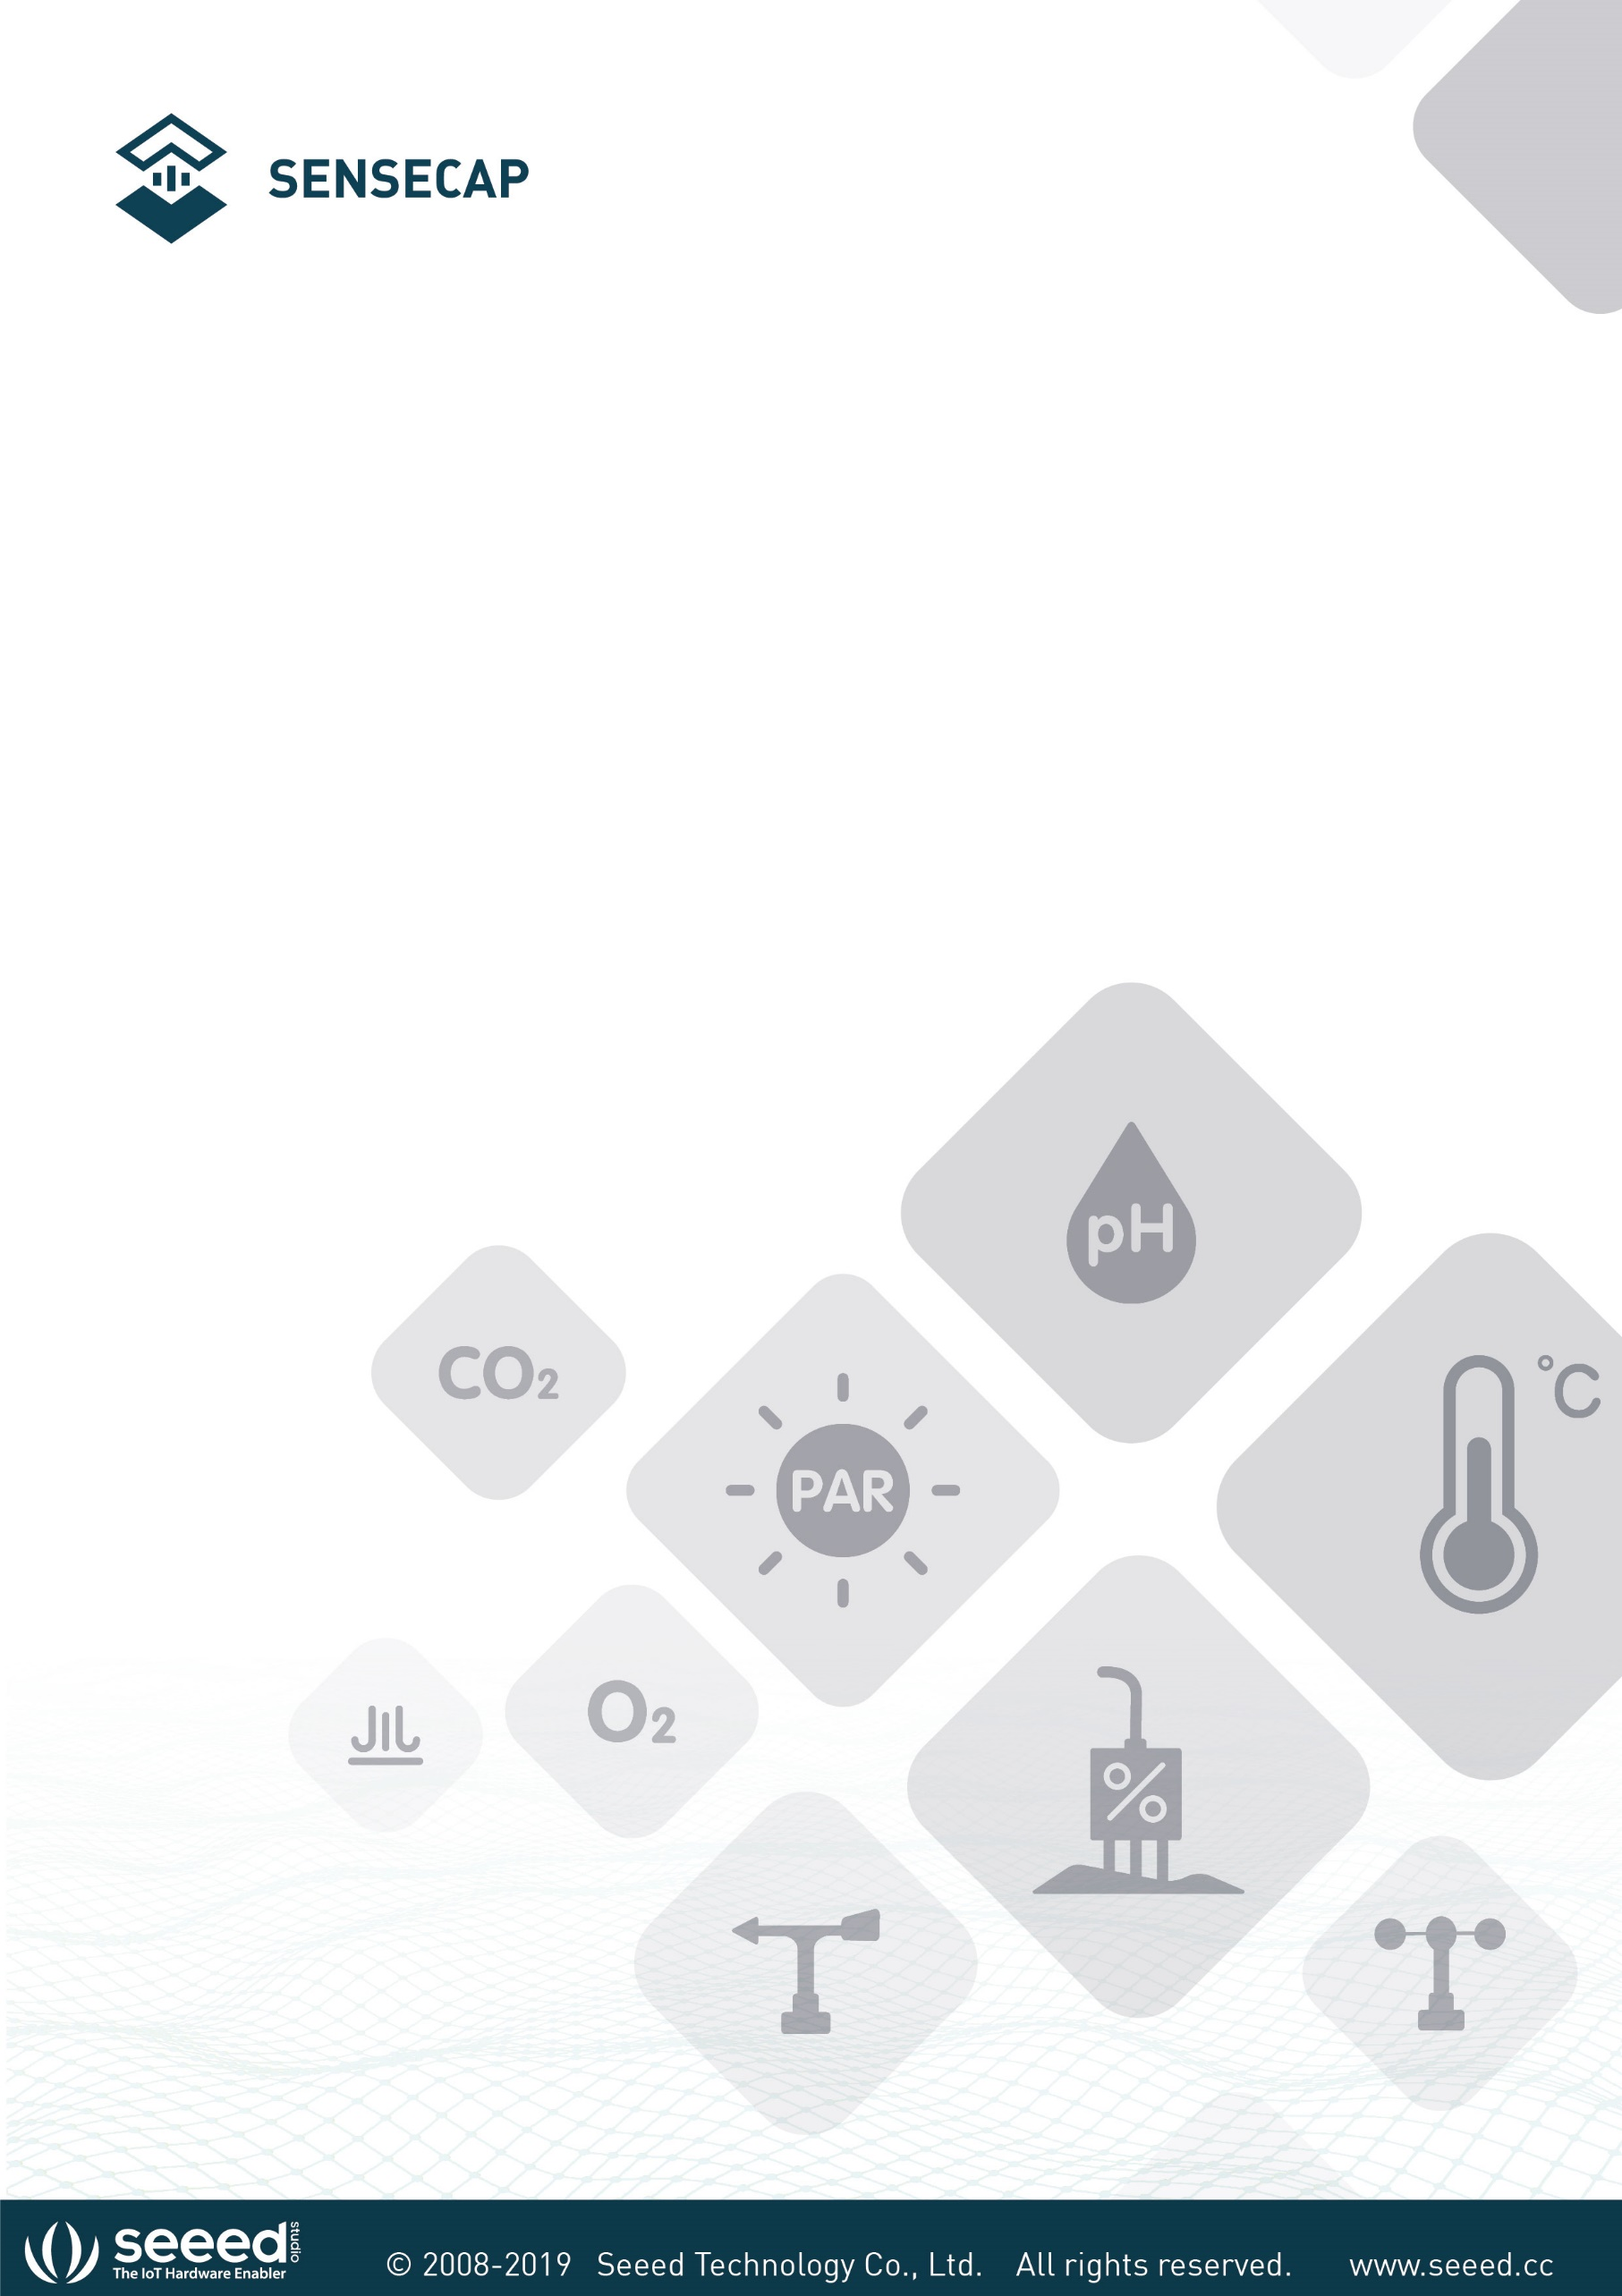 SENSECAP
pH
CO₂
°C
PAR
O₂
%
seeed studio
The IoT Hardware Enabler
© 2008-2019 Seeed Technology Co., Ltd. All rights reserved. www.seeed.cc